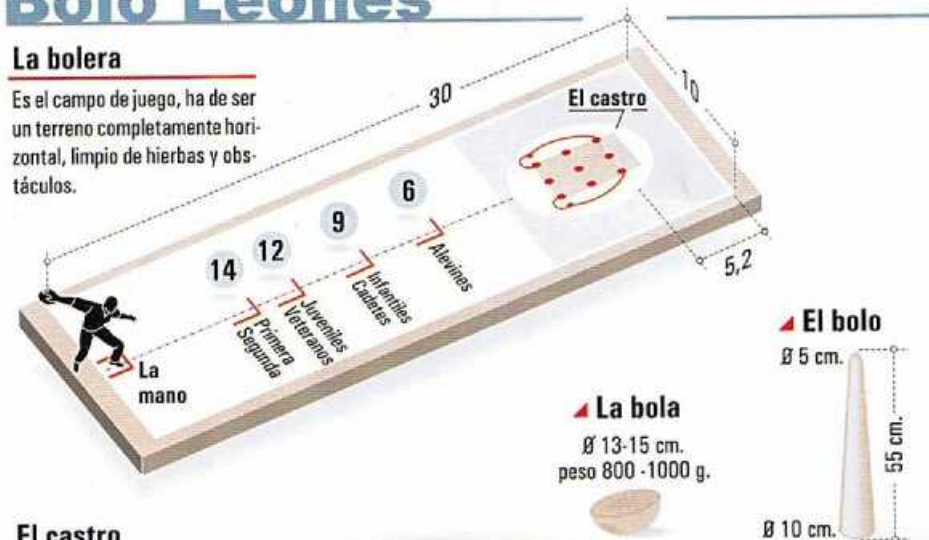 Bolo Leonés
La bolera
Es el campo de juego, ha de ser
un terreno completamente hori-
zontal, limpio de hierbas y obs-
táculos.
30
10
El castro
5,2
6
9
12
14
Alevines
Infantiles
Cadetes
Juveniles
Veteranos
Primera
Segunda
La
mano
El bolo
Ø 5 cm.
55 cm.
Ø 10 cm.
La bola
Ø 13-15 cm.
peso 800 -1000 g.
El castro